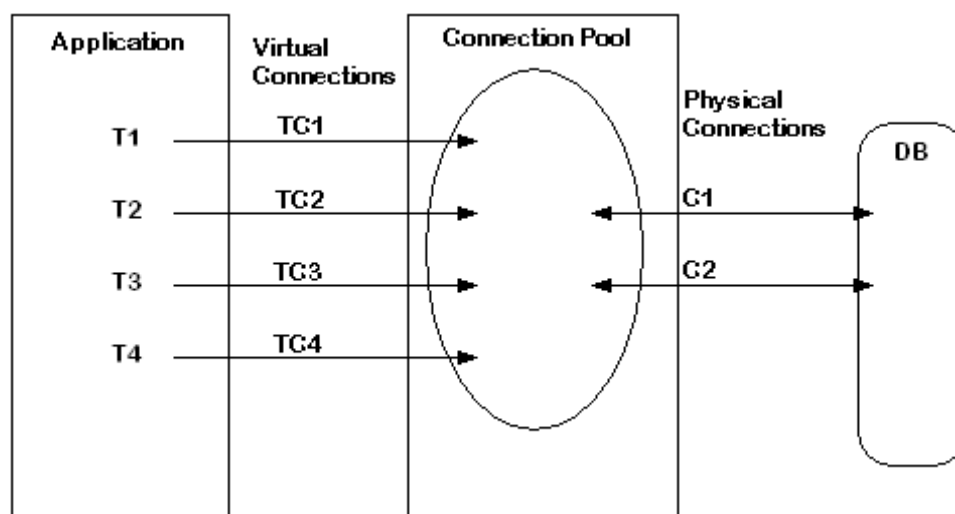 Application
Virtual
Connections
Connection Pool
Physical
Connections
DB
T1
TC1
T2
TC2
C1
T3
TC3
C2
T4
TC4